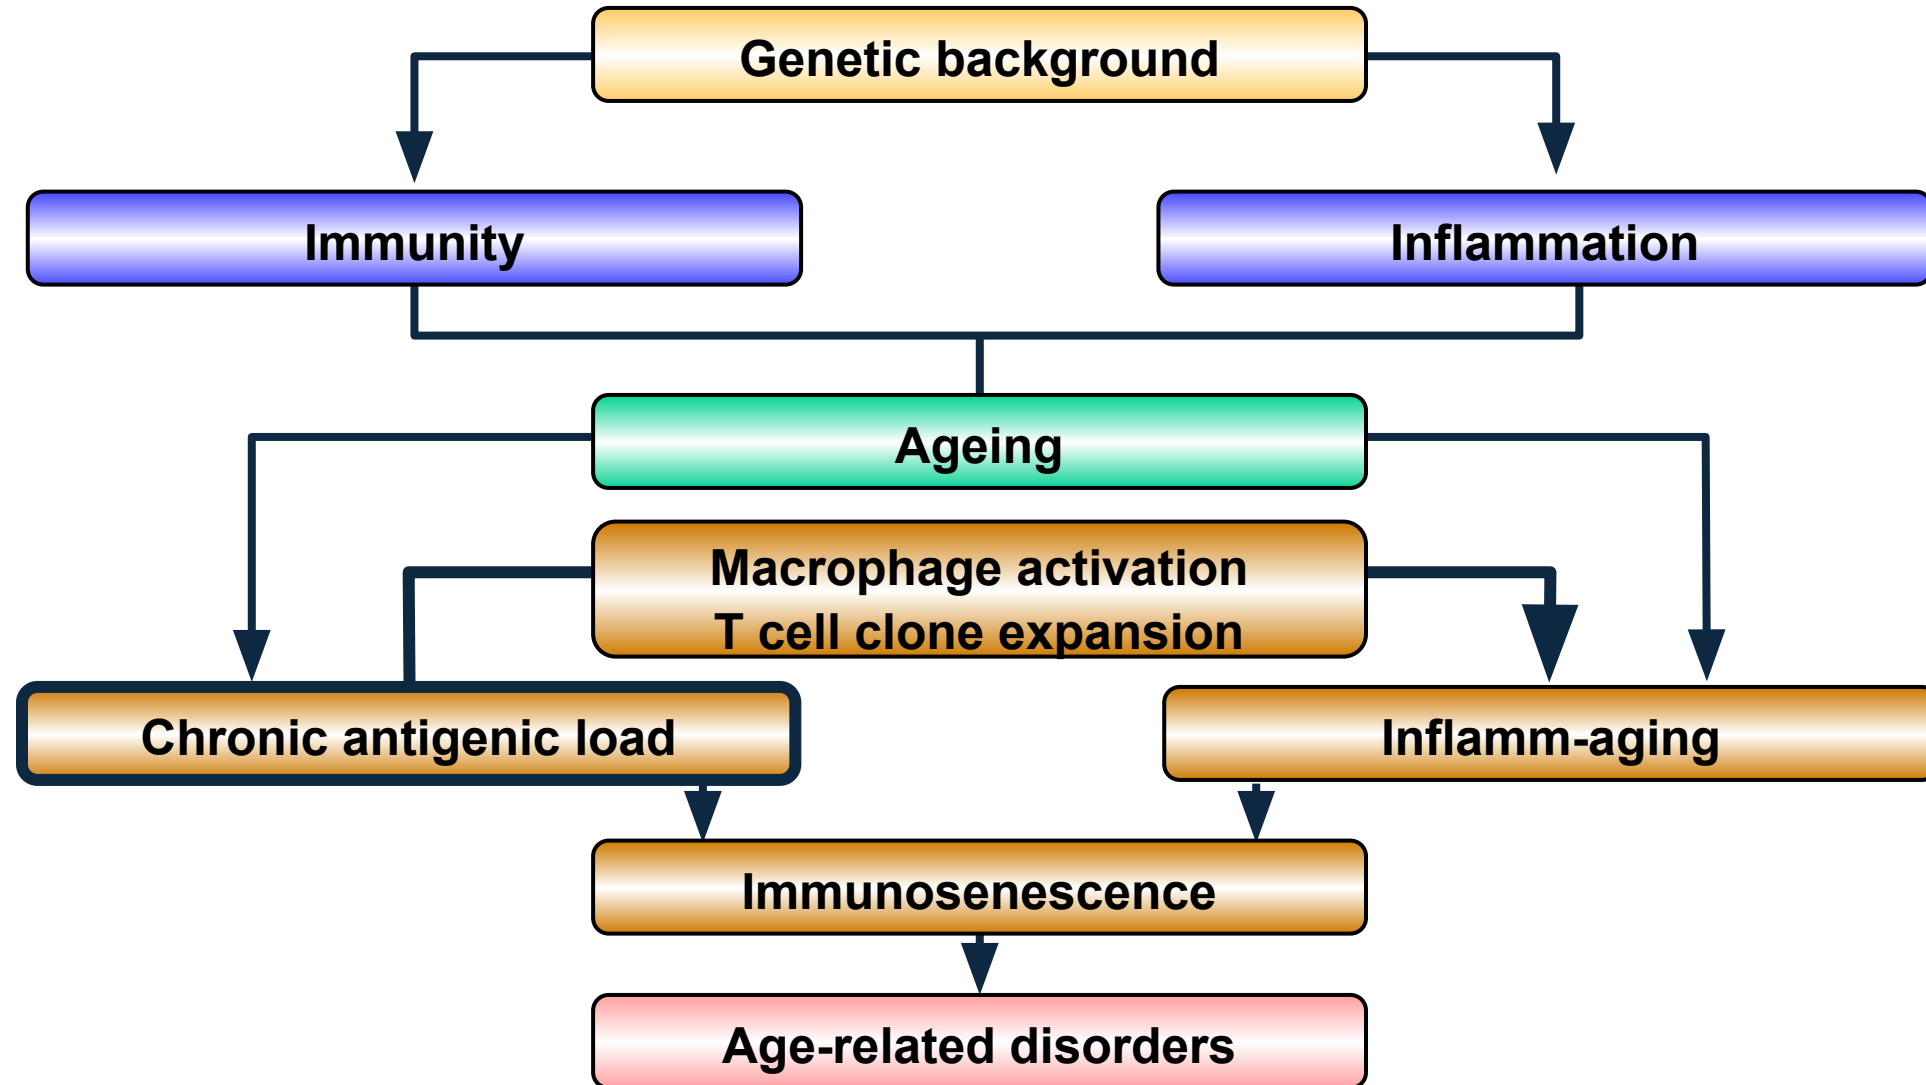 Genetic background
Immunity
Inflammation
Ageing
Macrophage activation
T cell clone expansion
Chronic antigenic load
Inflamm-aging
Immunosenescence
Age-related disorders